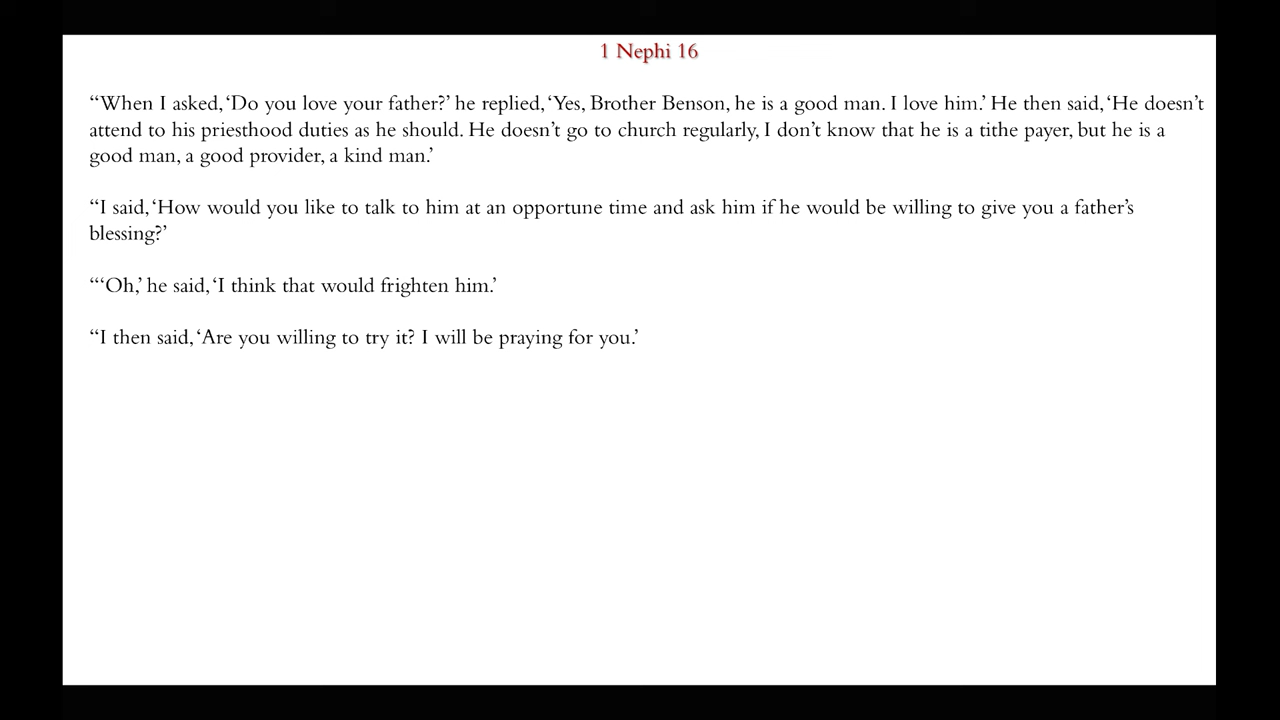 1 Nephi 16
“When I asked, ‘Do you love your father?’ he replied, ‘Yes, Brother Benson, he is a good man. I love him.’ He then said, ‘He doesn’t
attend to his priesthood duties as he should. He doesn’t go to church regularly, I don’t know that he is a tithe payer, but he is a
good man, a good provider, a kind man.’
“I said, ‘How would you like to talk to him at an opportune time and ask him if he would be willing to give you a father’s
blessing?’
“‘Oh,’ he said, ‘I think that would frighten him.’
“I then said, ‘Are you willing to try it? I will be praying for you.’